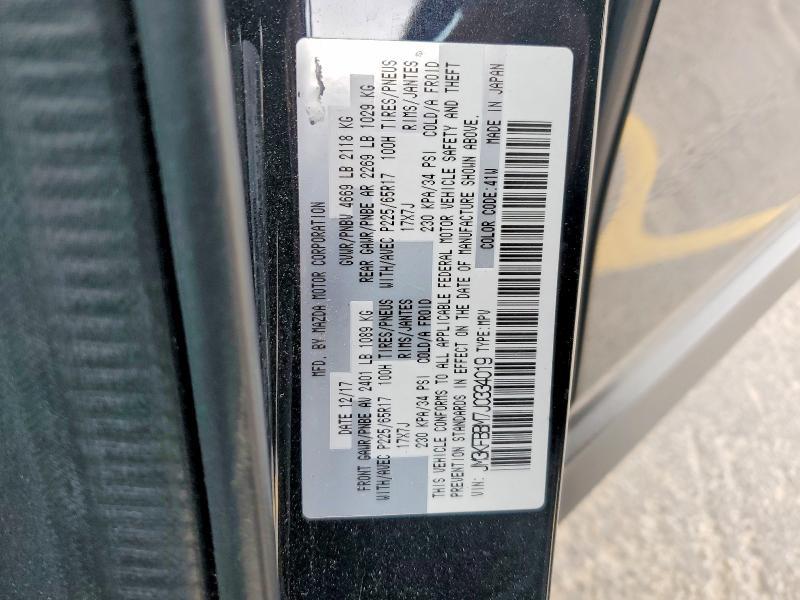 MFD. BY MAZDA MOTOR CORPORATION
DATE 12/17 GVWR/PNBV 4669 LB 2118 KG
FRONT GAWR/PNBE AV 2401 LB 1089 KG REAR GAWR/PNBE AR 2269 LB 1029 KG
WITH/AVEC P225/65R17 100H TIRES/PNEUS WITH/AVEC P225/65R17 100H TIRES/PNEUS
17X7J RIMS/JANTES 17X7J RIMS/JANTES
230 KPA/34 PSI COLD/A FROID 230 KPA/34 PSI COLD/A FROID
THIS VEHICLE CONFORMS TO ALL APPLICABLE FEDERAL MOTOR VEHICLE SAFETY AND THEFT
PREVENTION STANDARDS IN EFFECT ON THE DATE OF MANUFACTURE SHOWN ABOVE.
VIN: JM3KFBBM7J0334019 TYPE:MPV COLOR CODE:41W MADE IN JAPAN